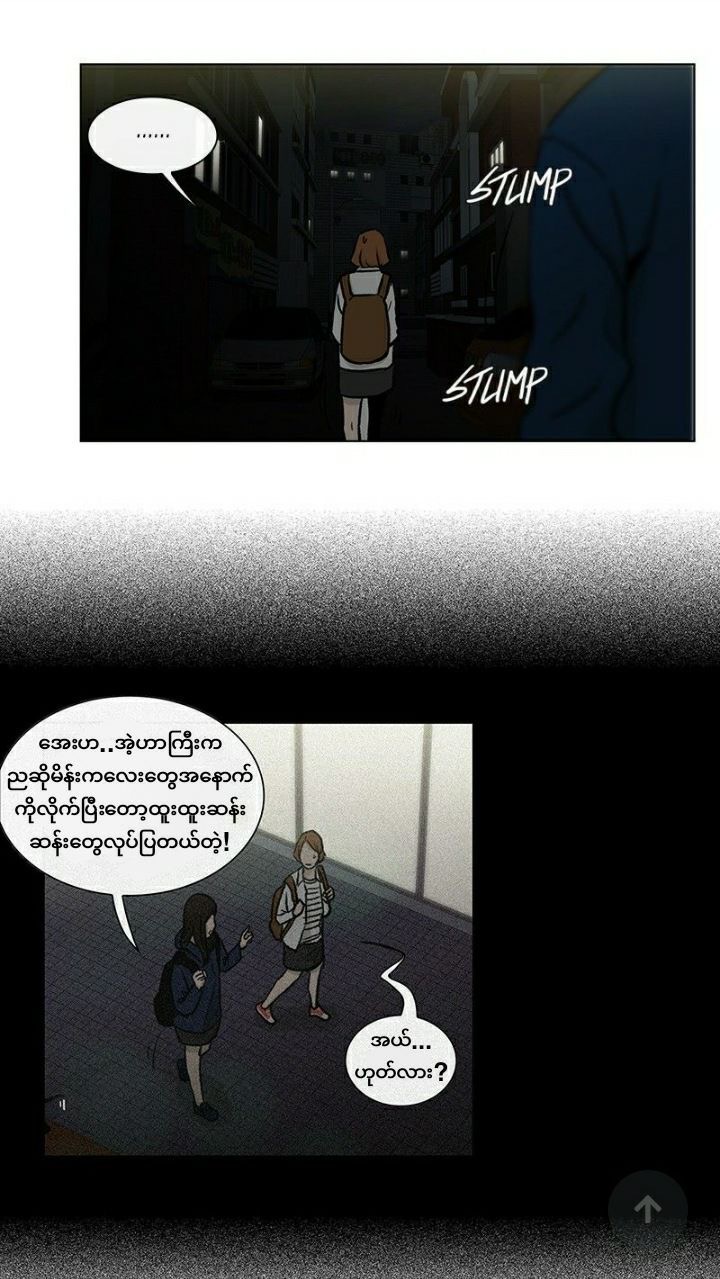 ......
STUMP
STUMP
အေးဟ..အဲ့ဟာကြီးက
ညဆိုမိန်းကလေးတွေအနောက်
ကိုလိုက်ပြီးတော့ထူးထူးဆန်း
ဆန်းတွေလုပ်ပြတယ်တဲ့!
အယ်...
ဟုတ်လား?